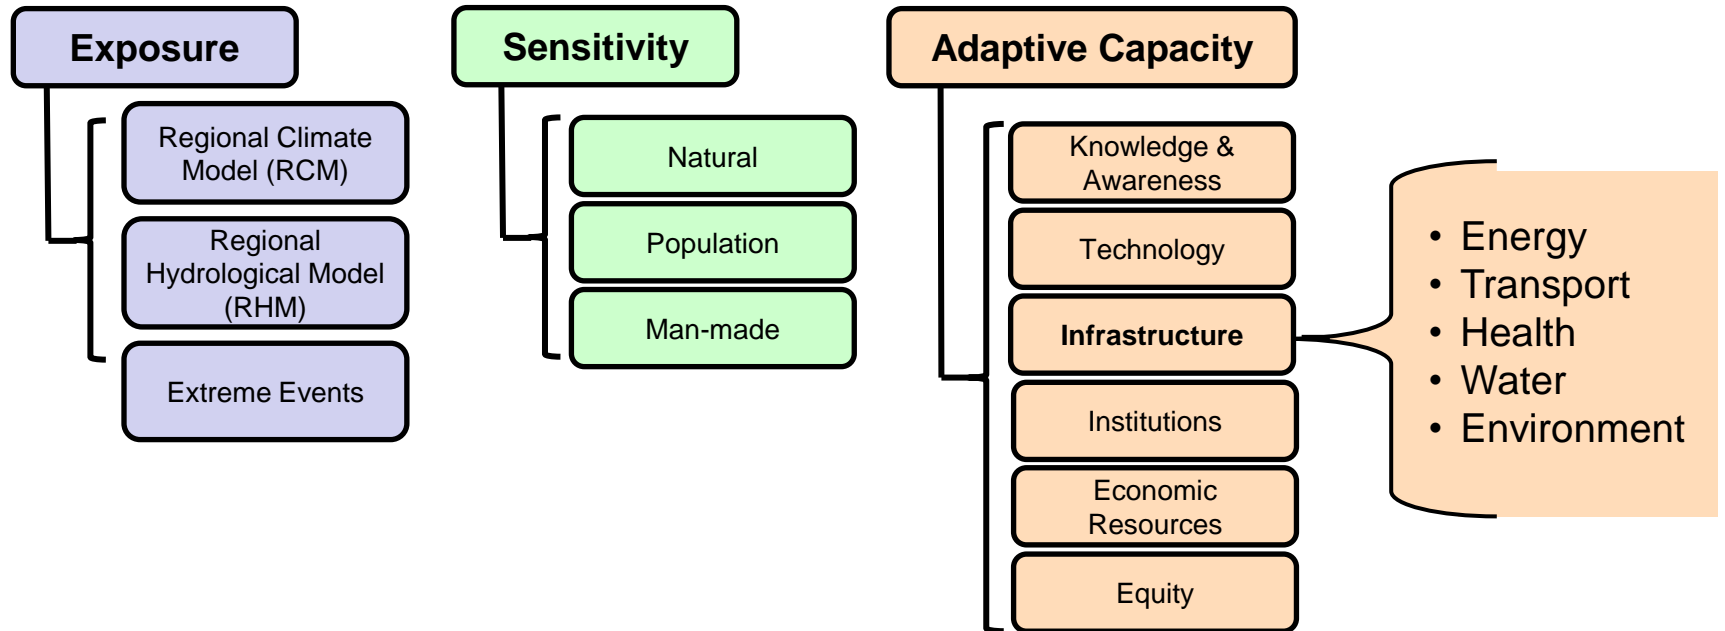 Exposure
Regional Climate
Model (RCM)
Regional
Hydrological Model
(RHM)
Extreme Events
Sensitivity
Natural
Population
Man-made
Adaptive Capacity
Knowledge &
Awareness
Technology
Infrastructure
Institutions
Economic
Resources
Equity
• Energy
• Transport
• Health
• Water
• Environment